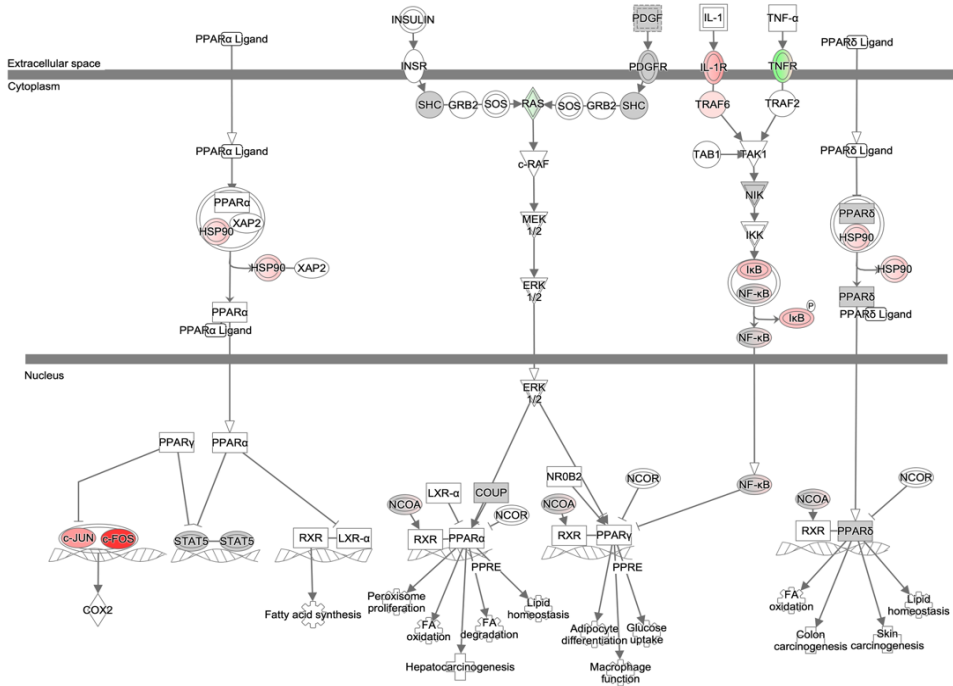 INSULIN
PDGF
IL-1
TNF-α
PPARα Ligand
PPARδ Ligand
Extracellular space
INSR
PDGFR
IL-1R
TNFR
Cytoplasm
SHC
GRB2
SOS
RAS
SOS
GRB2
SHC
TRAF6
TRAF2
PPARα Ligand
c-RAF
TAB1
TAK1
PPARδ Ligand
PPARα
XAP2
HSP90
MEK
1/2
NIK
IKK
PPARδ
HSP90
HSP90
XAP2
ERK
1/2
IκB
NF-κB
HSP90
PPARα
PPARα Ligand
P
IκB
NF-κB
PPARδ
PPARδ Ligand
Nucleus
ERK
1/2
PPARγ
PPARα
LXR-α
COUP
NCOA
NCOR
NR0B2
NCOR
NCOA
NF-κB
NCOR
NCOA
c-JUN
c-FOS
STAT5
STAT5
RXR
LXR-α
RXR
PPARα
RXR
PPARγ
RXR
PPARδ
PPRE
PPRE
COX2
Fatty acid synthesis
Peroxisome
proliferation
FA
oxidation
Hepatocarcinogenesis
FA
degradation
Lipid
homeostasis
Adipocyte
differentiation
Macrophage
function
Glucose
uptake
FA
oxidation
Colon
carcinogenesis
Skin
carcinogenesis
Lipid
homeostasis